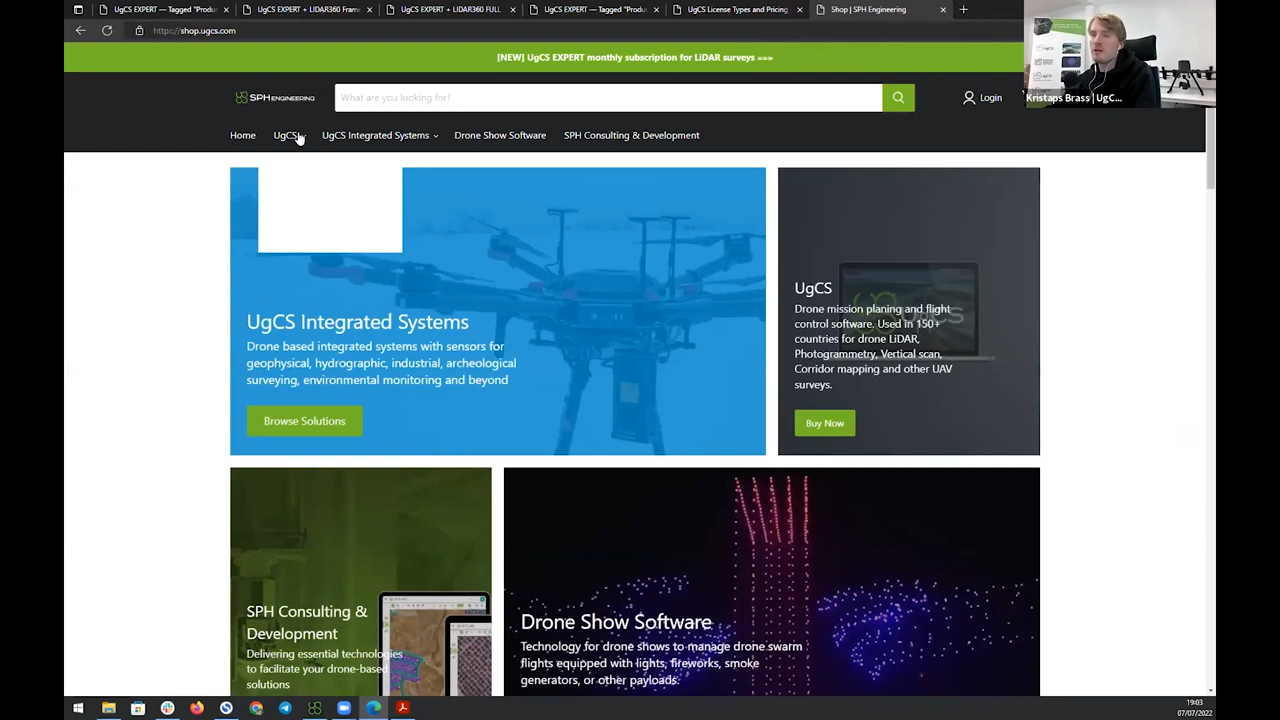 UgCS EXPERT — Tagged "Produ
UgCS EXPERT + LIDAR360 Fram
UgCS EXPERT + LIDAR360 FULL
UgCS EXPERT — Tagged "Produ
UgCS License Types and Pricing
Shop | SPH Engineering
https://shop.ugcs.com
[NEW] UgCS EXPERT monthly subscription for LiDAR surveys »»»
SPH ENGINEERING
What are you looking for?
Login
Kristaps Brass | UgC...
Home
UgCS
UgCS Integrated Systems
Drone Show Software
SPH Consulting & Development
UgCS Integrated Systems
Drone based integrated systems with sensors for
geophysical, hydrographic, industrial, archeological
surveying, environmental monitoring and beyond
Browse Solutions
UgCS
Drone mission planing and flight
control software. Used in 150+
countries for drone LiDAR,
Photogrammetry, Vertical scan,
Corridor mapping and other UAV
surveys.
Buy Now
SPH Consulting &
Development
Delivering essential technologies
to facilitate your drone-based
solutions
Drone Show Software
Technology for drone shows to manage drone swarm
flights equipped with lights, fireworks, smoke
generators, or other payloads.
19:03
07/07/2022